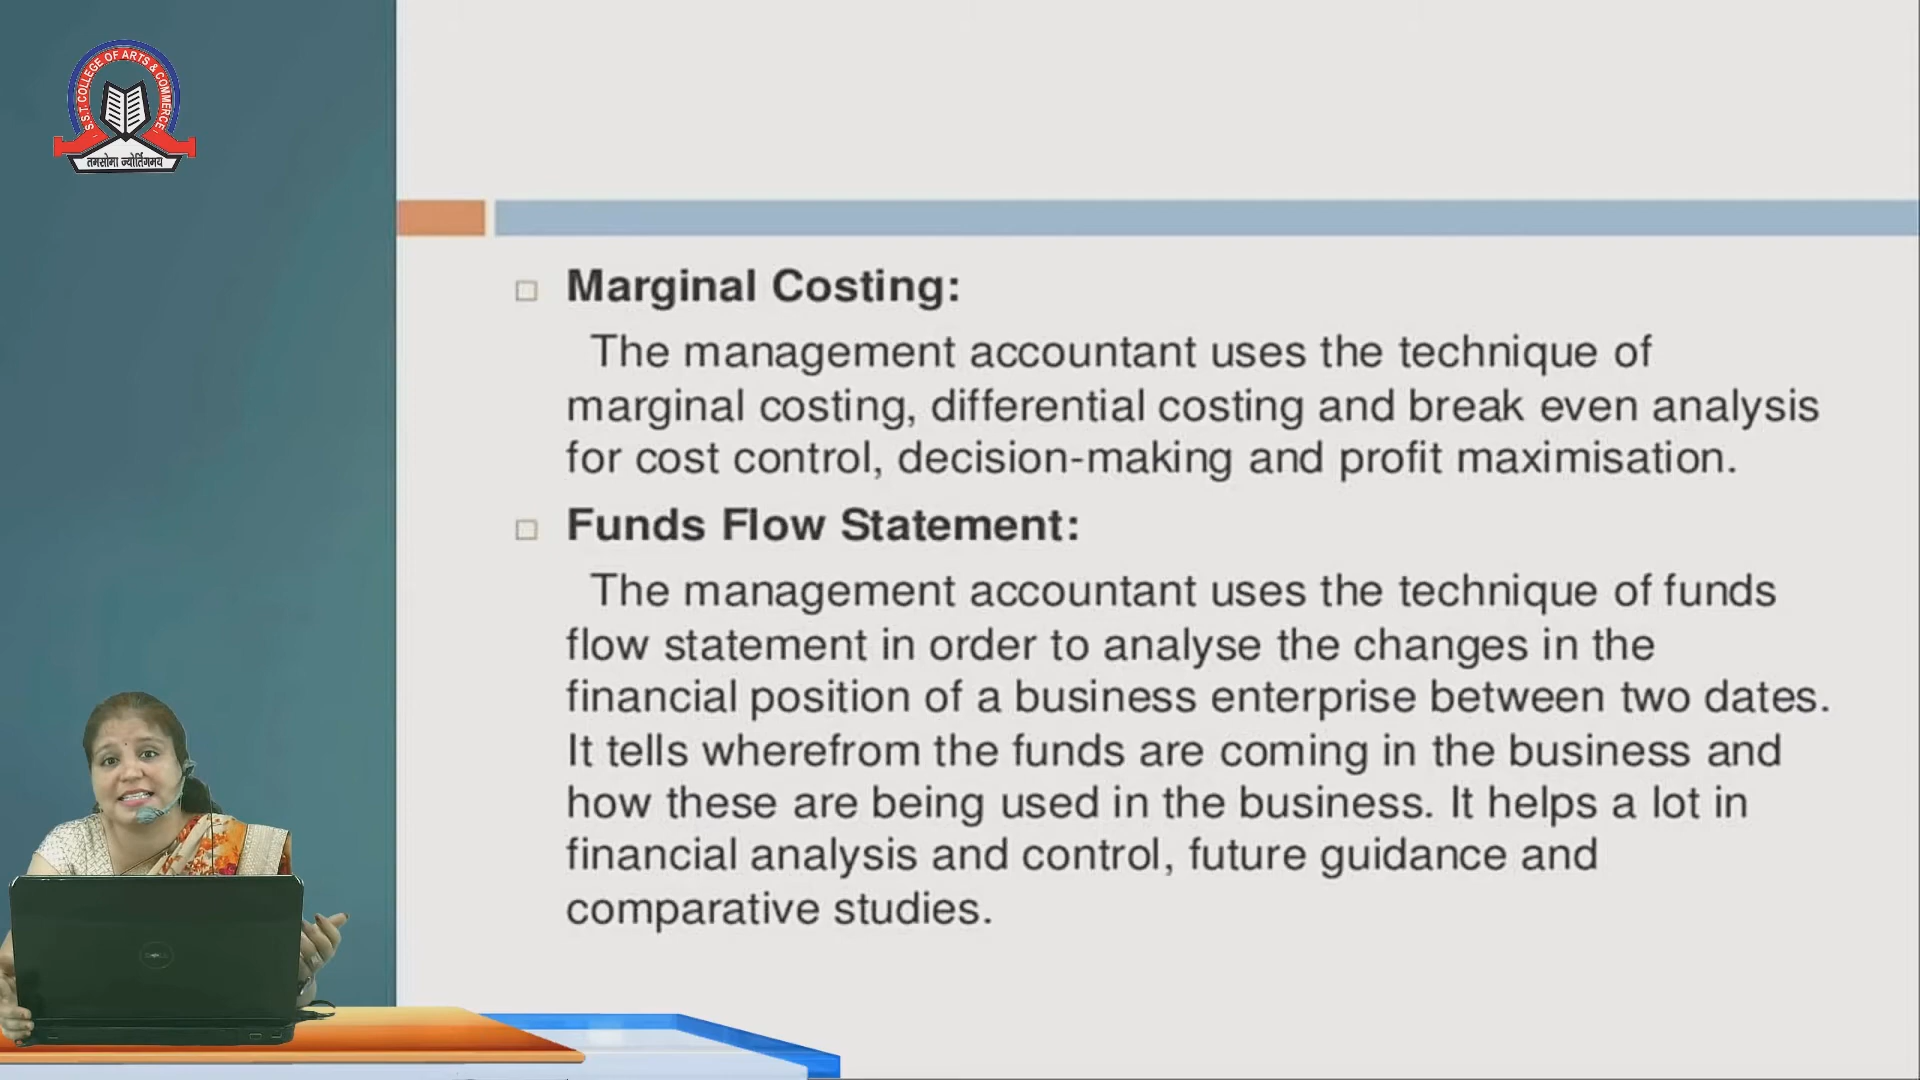 S.S.T. COLLEGE OF ARTS & COMMERCE
तमसोमा ज्योर्तिगमय
Marginal Costing:
The management accountant uses the technique of
marginal costing, differential costing and break even analysis
for cost control, decision-making and profit maximisation.
Funds Flow Statement:
The management accountant uses the technique of funds
flow statement in order to analyse the changes in the
financial position of a business enterprise between two dates.
It tells wherefrom the funds are coming in the business and
how these are being used in the business. It helps a lot in
financial analysis and control, future guidance and
comparative studies.
DELL